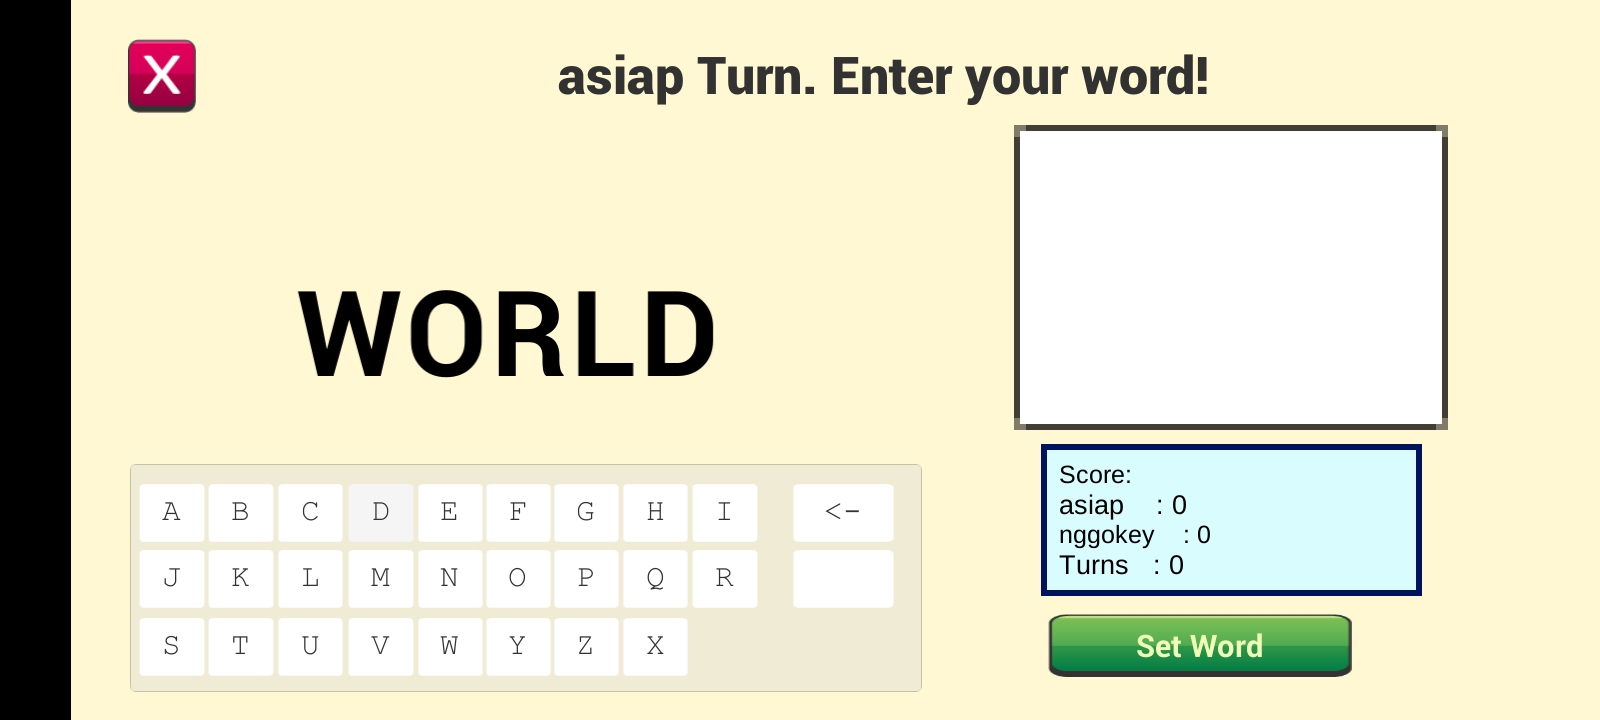 X
asiap Turn. Enter your word!
WORLD
A B C D E F G H I <-
J K L M N O P Q R
S T U V W Y Z X
Score:
asiap : 0
nggokey : 0
Turns : 0
Set Word